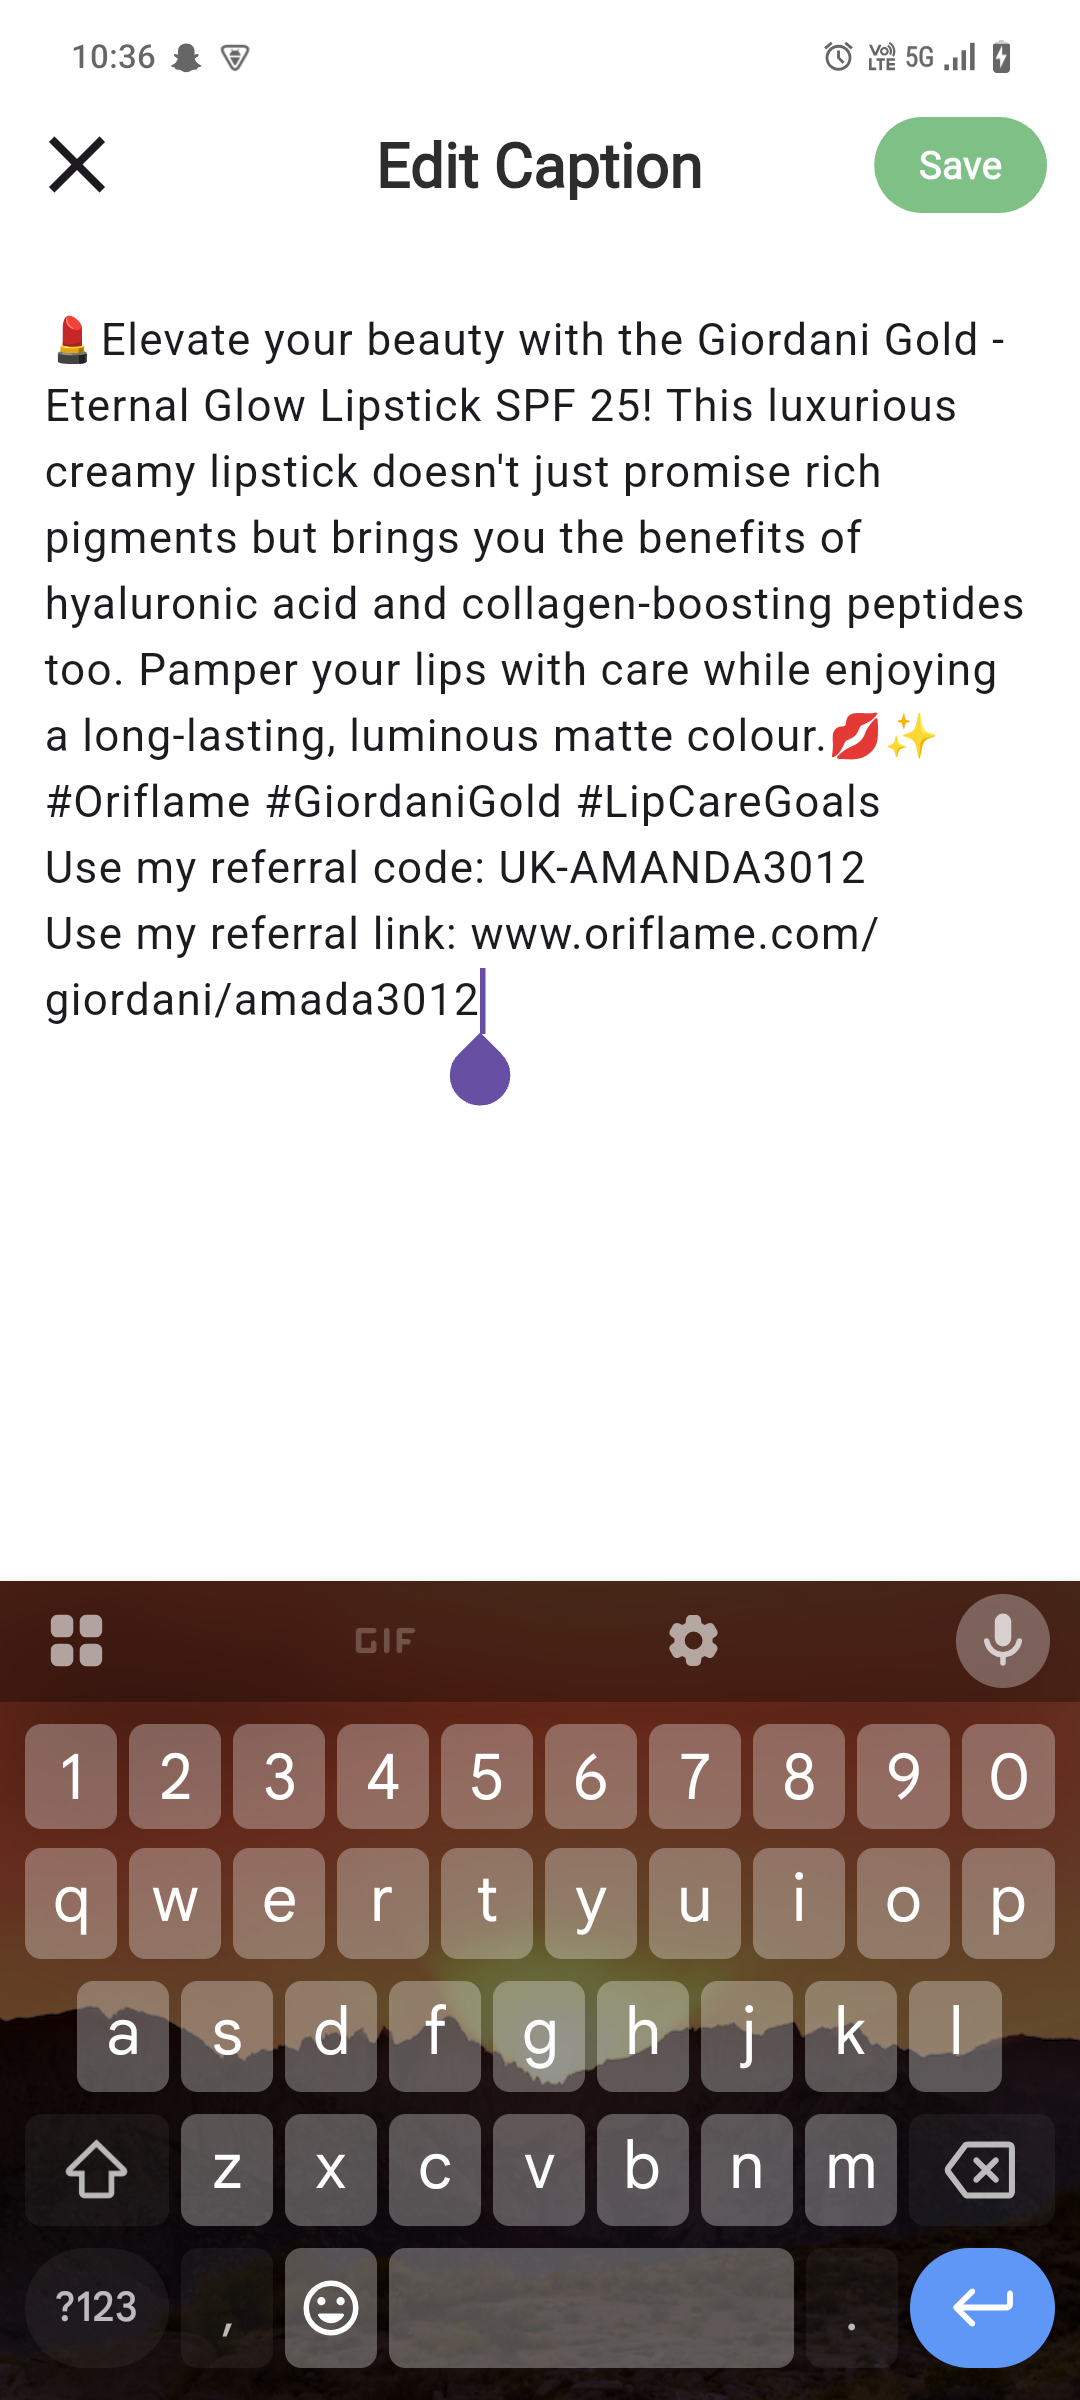 10:36
Vo)) LTE 5G
Edit Caption
Save
💄Elevate your beauty with the Giordani Gold -
Eternal Glow Lipstick SPF 25! This luxurious
creamy lipstick doesn't just promise rich
pigments but brings you the benefits of
hyaluronic acid and collagen-boosting peptides
too. Pamper your lips with care while enjoying
a long-lasting, luminous matte colour.💋✨
#Oriflame #GiordaniGold #LipCareGoals
Use my referral code: UK-AMANDA3012
Use my referral link: www.oriflame.com/
giordani/amada3012
GIF
1 2 3 4 5 6 7 8 9 0
q w e r t y u i o p
a s d f g h j k l
z x c v b n m
?123 , .